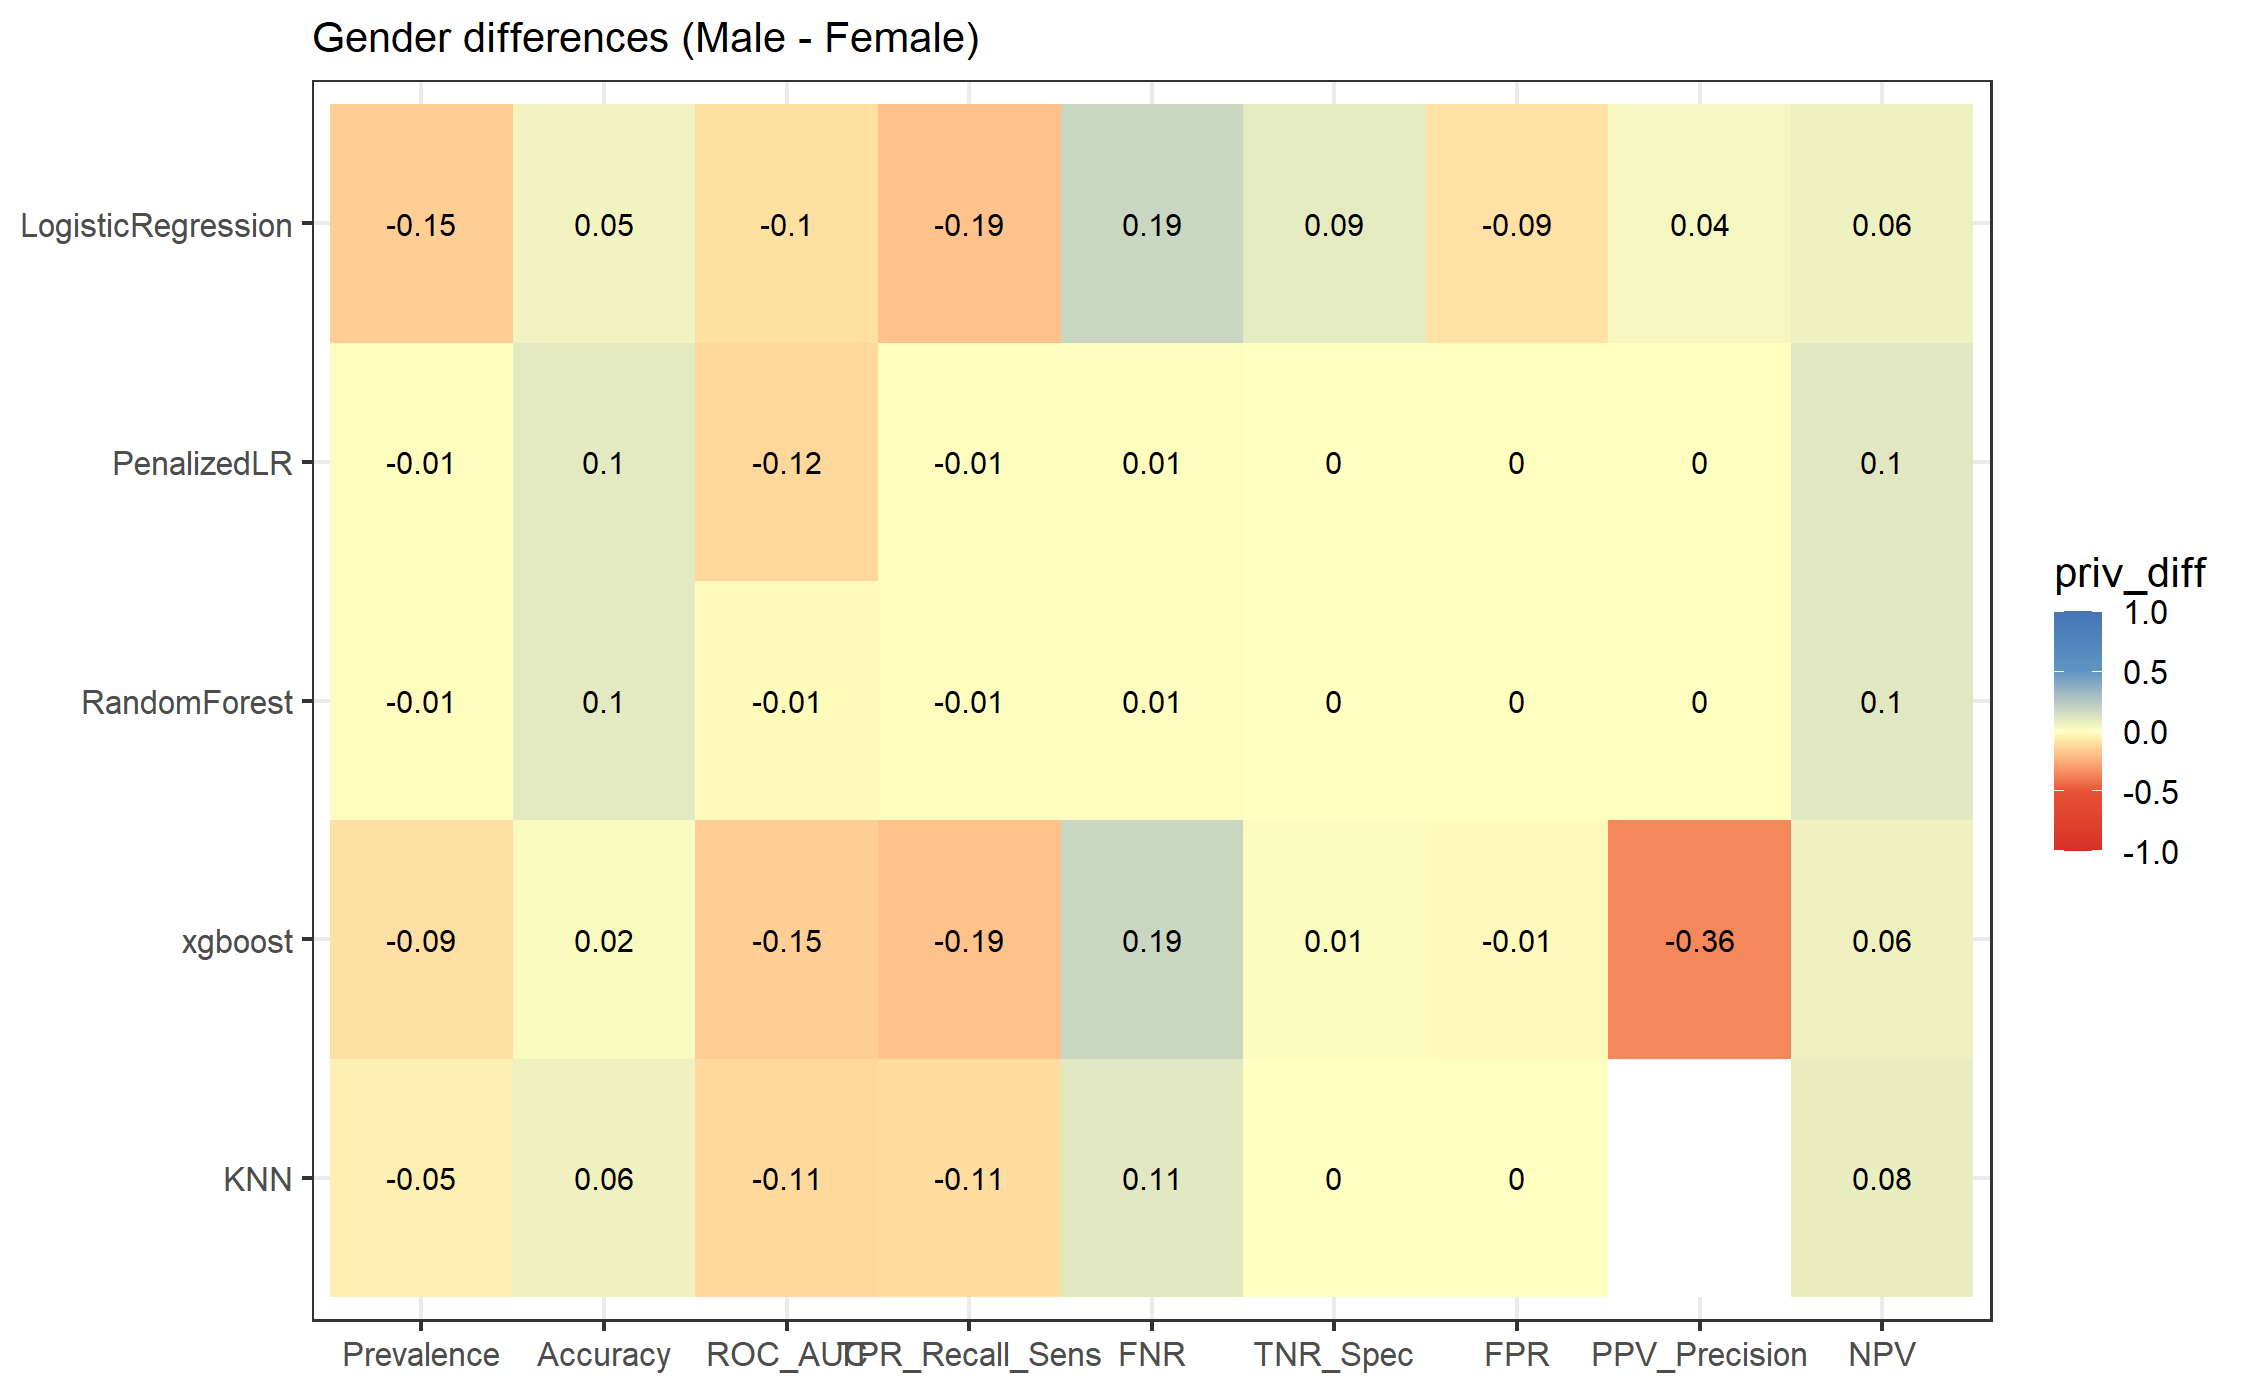 Gender differences (Male - Female)
LogisticRegression -0.15 0.05 -0.1 -0.19 0.19 0.09 -0.09 0.04 0.06
PenalizedLR -0.01 0.1 -0.12 -0.01 0.01 0 0 0 0.1
RandomForest -0.01 0.1 -0.01 -0.01 0.01 0 0 0 0.1
xgboost -0.09 0.02 -0.15 -0.19 0.19 0.01 -0.01 -0.36 0.06
KNN -0.05 0.06 -0.11 -0.11 0.11 0 0 0.08
Prevalence Accuracy ROC_AUC TPR_Recall_Sens FNR TNR_Spec FPR PPV_Precision NPV
priv_diff
1.0
0.5
0.0
-0.5
-1.0